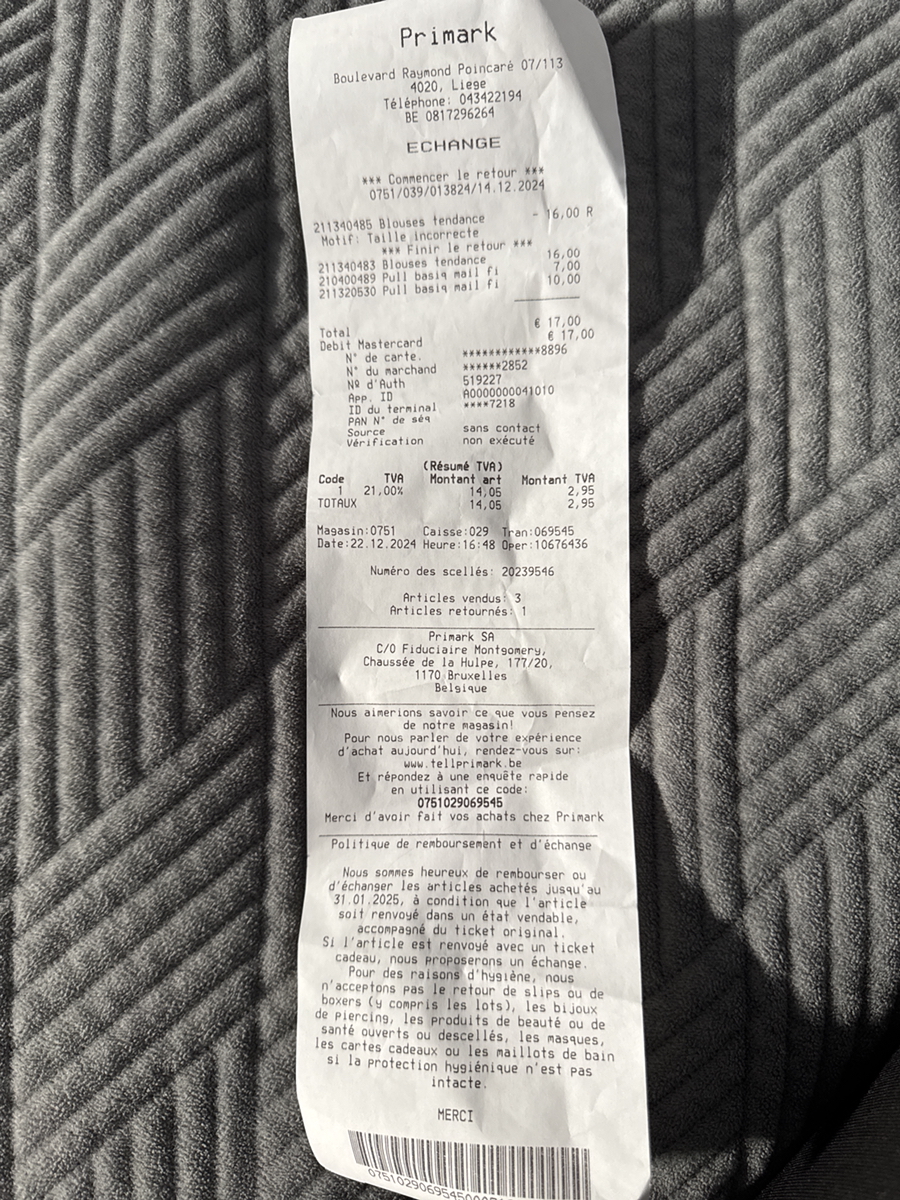 Primark
Boulevard Raymond Poincaré 07/113
4020, Liege
Téléphone: 043422194
BE 0817296264
ECHANGE
*** Commencer le retour ***
0751/039/013824/14.12.2024
211340485 Blouses tendance - 16,00 R
Motif: Taille incorrecte
*** Finir le retour ***
211340483 Blouses tendance 16,00
210400489 Pull basiq mail fi 7,00
211320530 Pull basiq mail fi 10,00
Total € 17,00
Debit Mastercard € 17,00
N° de carte. ************8896
N° du marchand ******2852
Nº d'Auth 519227
App. ID A0000000041010
ID du terminal ****7218
PAN N° de séq
Source sans contact
Vérification non exécuté
(Résumé TVA)
Code TVA Montant art Montant TVA
1 21,00% 14,05 2,95
TOTAUX 14,05 2,95
Magasin:0751 Caisse:029 Tran:069545
Date:22.12.2024 Heure:16:48 Oper:10676436
Numéro des scellés: 20239546
Articles vendus: 3
Articles retournés: 1
Primark SA
C/O Fiduciaire Montgomery,
Chaussée de la Hulpe, 177/20,
1170 Bruxelles
Belgique
Nous aimerions savoir ce que vous pensez
de notre magasin!
Pour nous parler de votre expérience
d'achat aujourd'hui, rendez-vous sur:
www.tellprimark.be
Et répondez à une enquête rapide
en utilisant ce code:
0751029069545
Merci d'avoir fait vos achats chez Primark
Politique de remboursement et d'échange
Nous sommes heureux de rembourser ou
d'échanger les articles achetés jusqu'au
31.01.2025, à condition que l'article
soit renvoyé dans un état vendable,
accompagné du ticket original.
Si l'article est renvoyé avec un ticket
cadeau, nous proposerons un échange.
Pour des raisons d'hygiène, nous
n'acceptons pas le retour de slips ou de
boxers (y compris les lots), les bijoux
de piercing, les produits de beauté ou de
santé ouverts ou descellés, les masques,
les cartes cadeaux ou les maillots de bain
si la protection hygiénique n'est pas
intacte.
MERCI